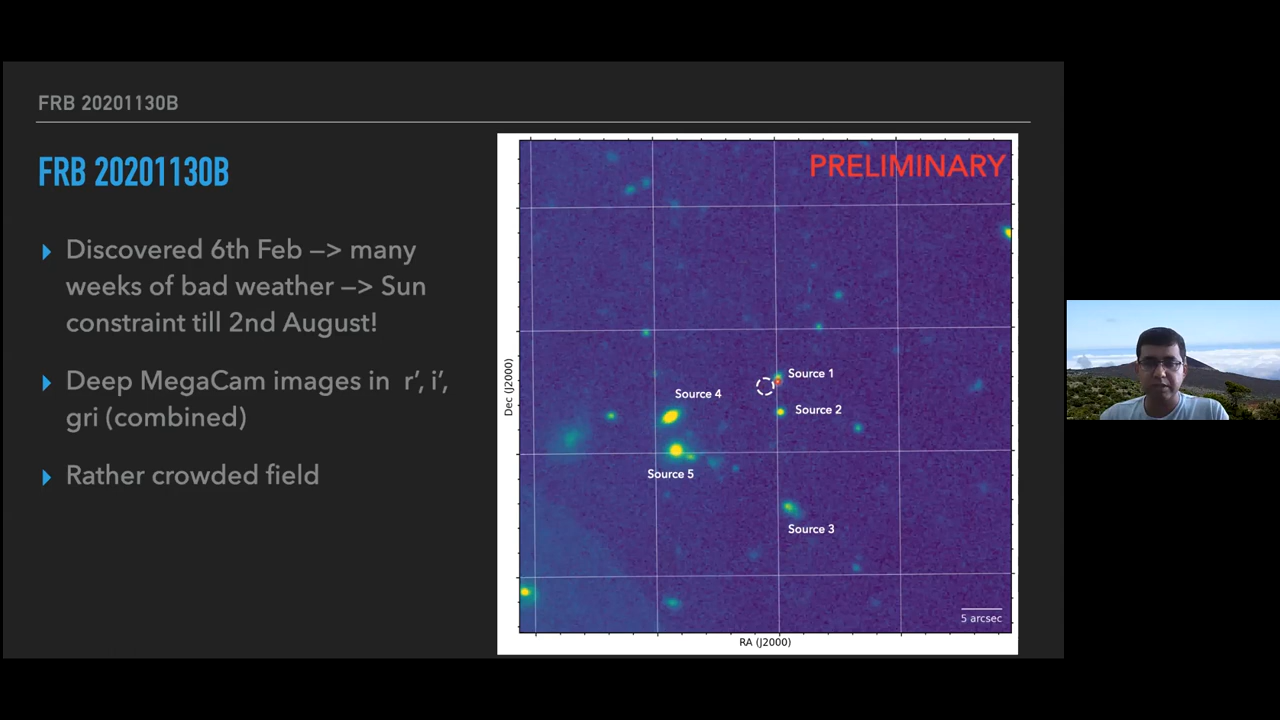 FRB 20201130B
FRB 20201130B
Discovered 6th Feb —> many
weeks of bad weather —> Sun
constraint till 2nd August!
Deep MegaCam images in r’, i’,
gri (combined)
Rather crowded field
PRELIMINARY
Source 1
Source 4
Source 2
Source 5
Source 3
5 arcsec
Dec (J2000)
RA (J2000)